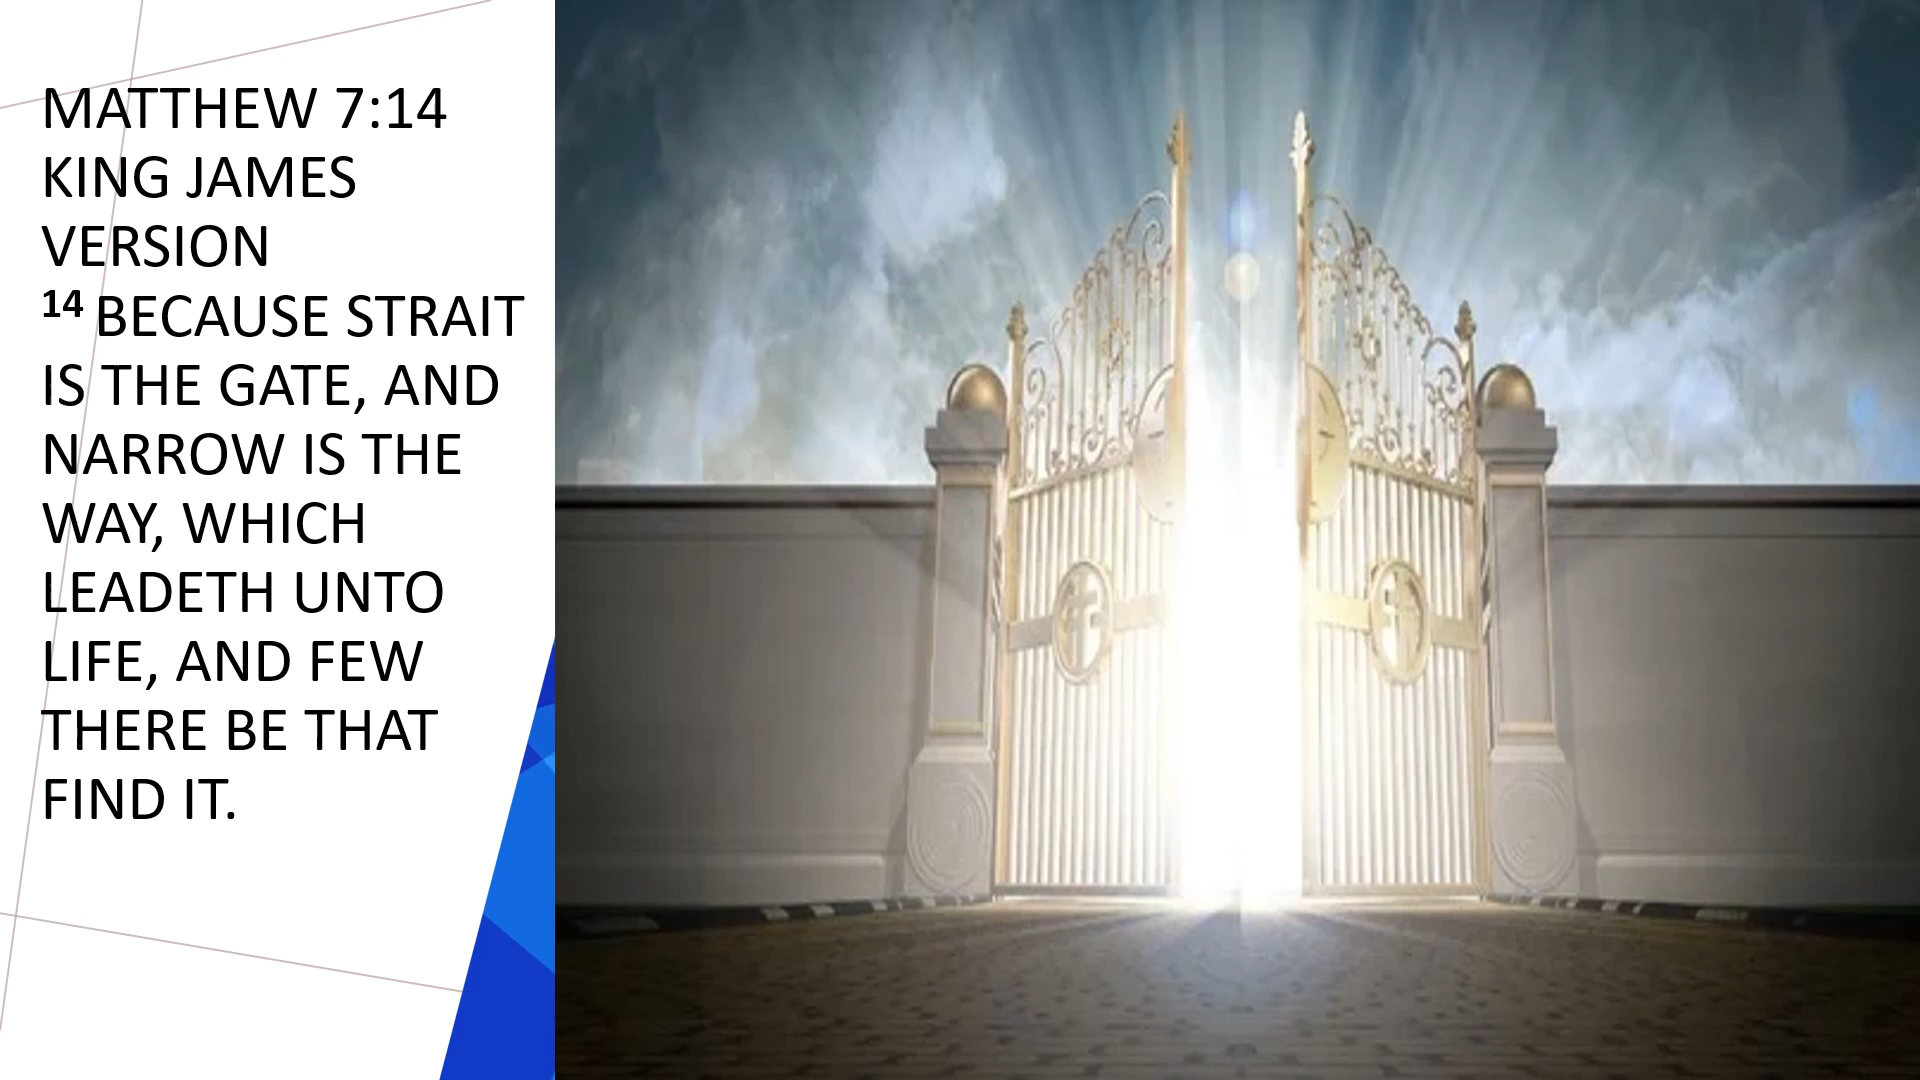 MATTHEW 7:14
KING JAMES
VERSION
14 BECAUSE STRAIT
IS THE GATE, AND
NARROW IS THE
WAY, WHICH
LEADETH UNTO
LIFE, AND FEW
THERE BE THAT
FIND IT.